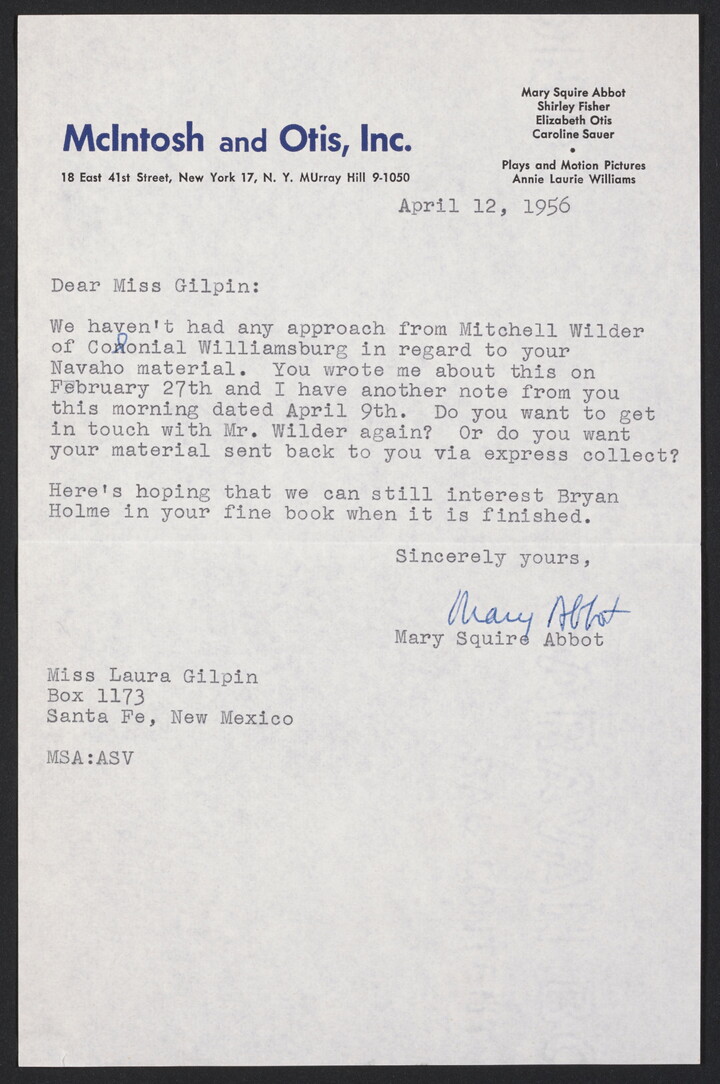 Mary Squire Abbot
Shirley Fisher
Elizabeth Otis
Caroline Sauer
•
Plays and Motion Pictures
Annie Laurie Williams
McIntosh and Otis, Inc.
18 East 41st Street, New York 17, N. Y. MUrray Hill 9-1050
April 12, 1956
Dear Miss Gilpin:
We haven't had any approach from Mitchell Wilder
of Colonial Williamsburg in regard to your
Navaho material. You wrote me about this on
February 27th and I have another note from you
this morning dated April 9th. Do you want to get
in touch with Mr. Wilder again? Or do you want
your material sent back to you via express collect?
Here's hoping that we can still interest Bryan
Holme in your fine book when it is finished.
Sincerely yours,
Mary Abbot
Mary Squire Abbot
Miss Laura Gilpin
Box 1173
Santa Fe, New Mexico
MSA:ASV